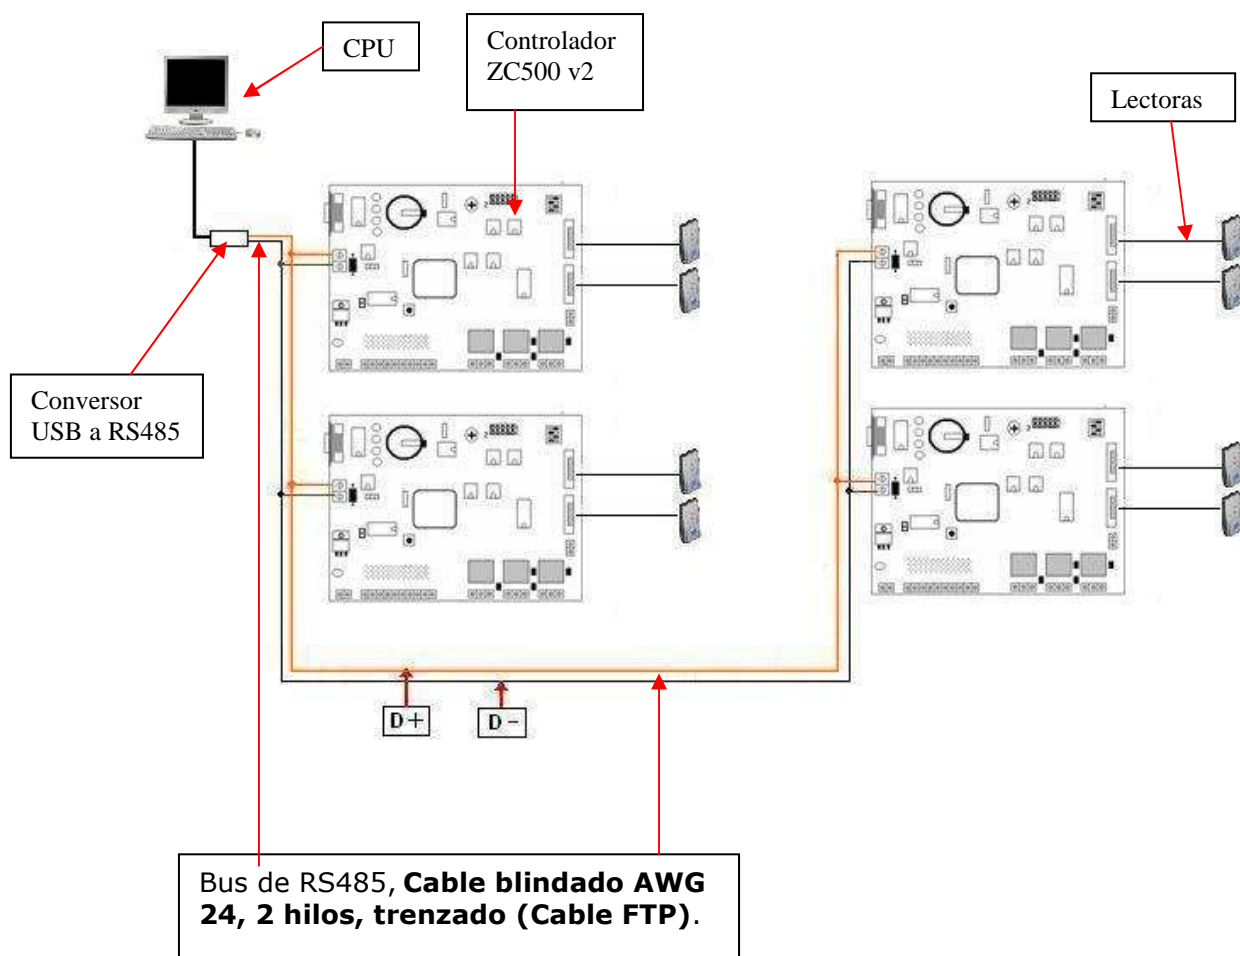 CPU
Controlador
ZC500 v2
Lectoras
Conversor
USB a RS485
D+
D-
Bus de RS485, Cable blindado AWG
24, 2 hilos, trenzado (Cable FTP).